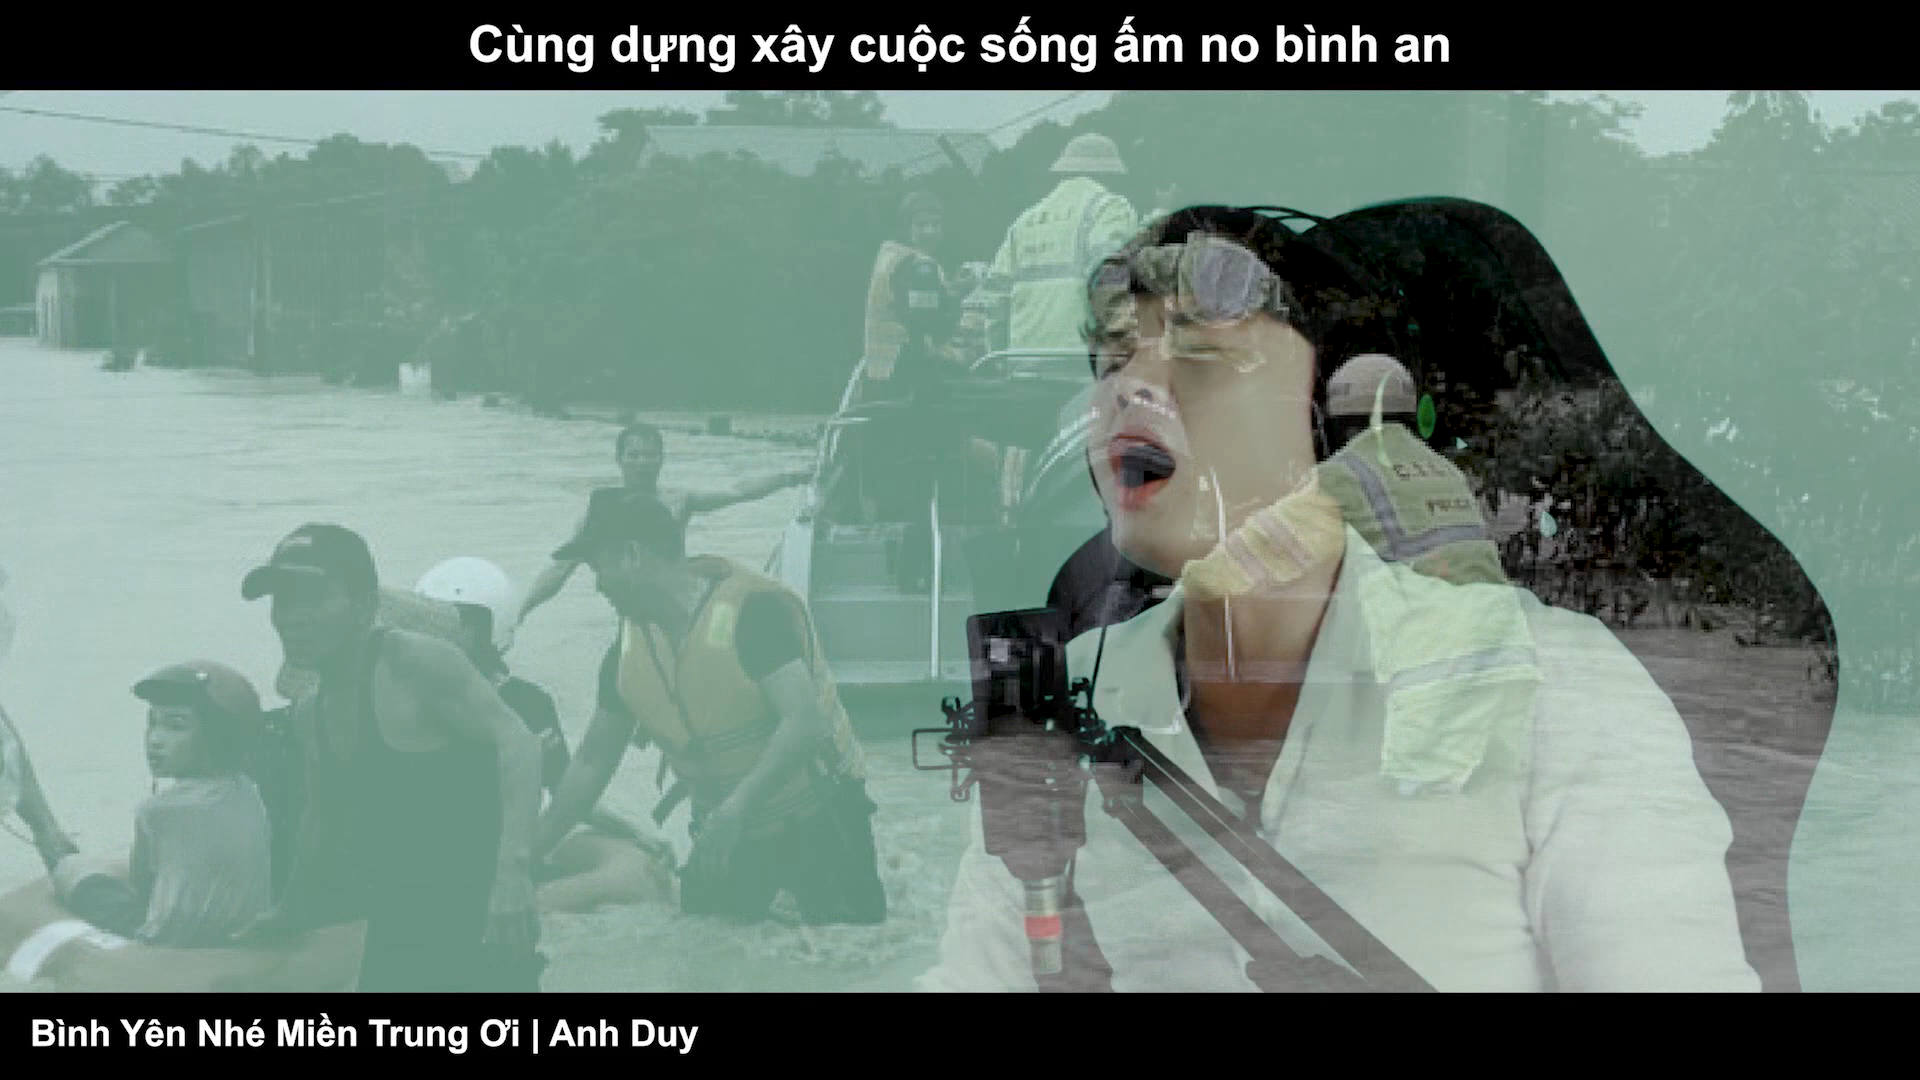 Cùng dựng xây cuộc sống ấm no bình an
Bình Yên Nhé Miền Trung Ơi | Anh Duy